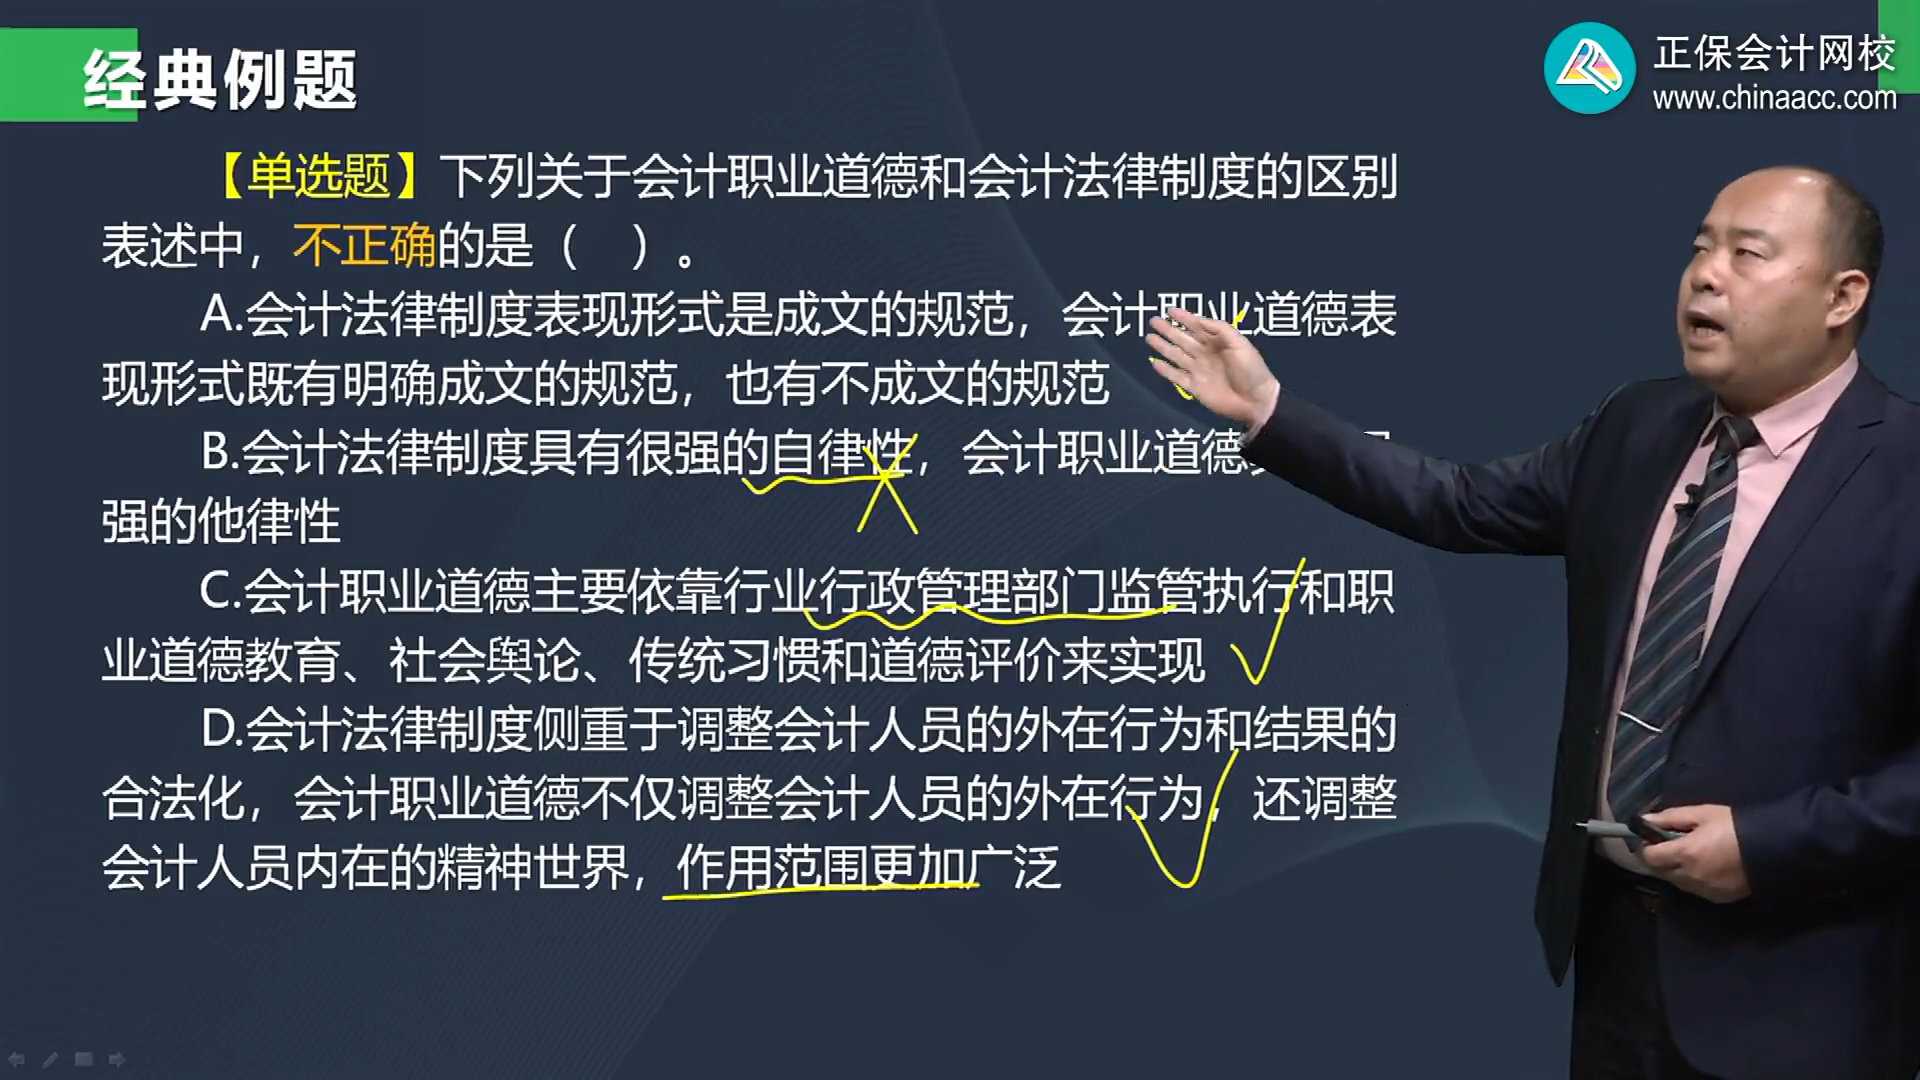 经典例题
正保会计网校
www.chinaacc.com
【单选题】下列关于会计职业道德和会计法律制度的区别
表述中，不正确的是（ ）。
A.会计法律制度表现形式是成文的规范，会计职业道德表
现形式既有明确成文的规范，也有不成文的规范
B.会计法律制度具有很强的自律性，会计职业道德
强的他律性
C.会计职业道德主要依靠行业行政管理部门监管执行和职
业道德教育、社会舆论、传统习惯和道德评价来实现
D.会计法律制度侧重于调整会计人员的外在行为和结果的
合法化，会计职业道德不仅调整会计人员的外在行为，还调整
会计人员内在的精神世界，作用范围更加广泛